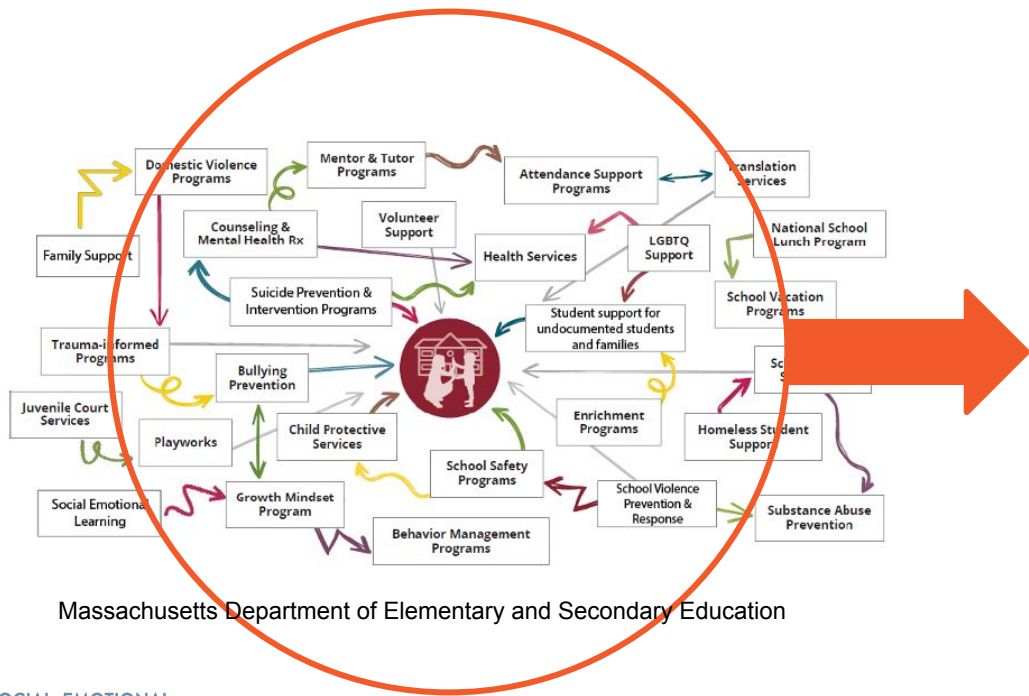 Domestic Violence
Programs
Mentor & Tutor
Programs
Attendance Support
Programs
Translation
Services
Counseling &
Mental Health Rx
Volunteer
Support
National School
Lunch Program
Family Support
Health Services
LGBTQ
Support
Suicide Prevention &
Intervention Programs
School Vacation
Programs
Student support for
undocumented students
and families
Trauma-informed
Programs
Bullying
Prevention
Juvenile Court
Services
Playworks
Child Protective
Services
Enrichment
Programs
Homeless Student
Support
School Safety
Programs
Social Emotional
Learning
Growth Mindset
Program
School Violence
Prevention &
Response
Substance Abuse
Prevention
Behavior Management
Programs
Massachusetts Department of Elementary and Secondary Education